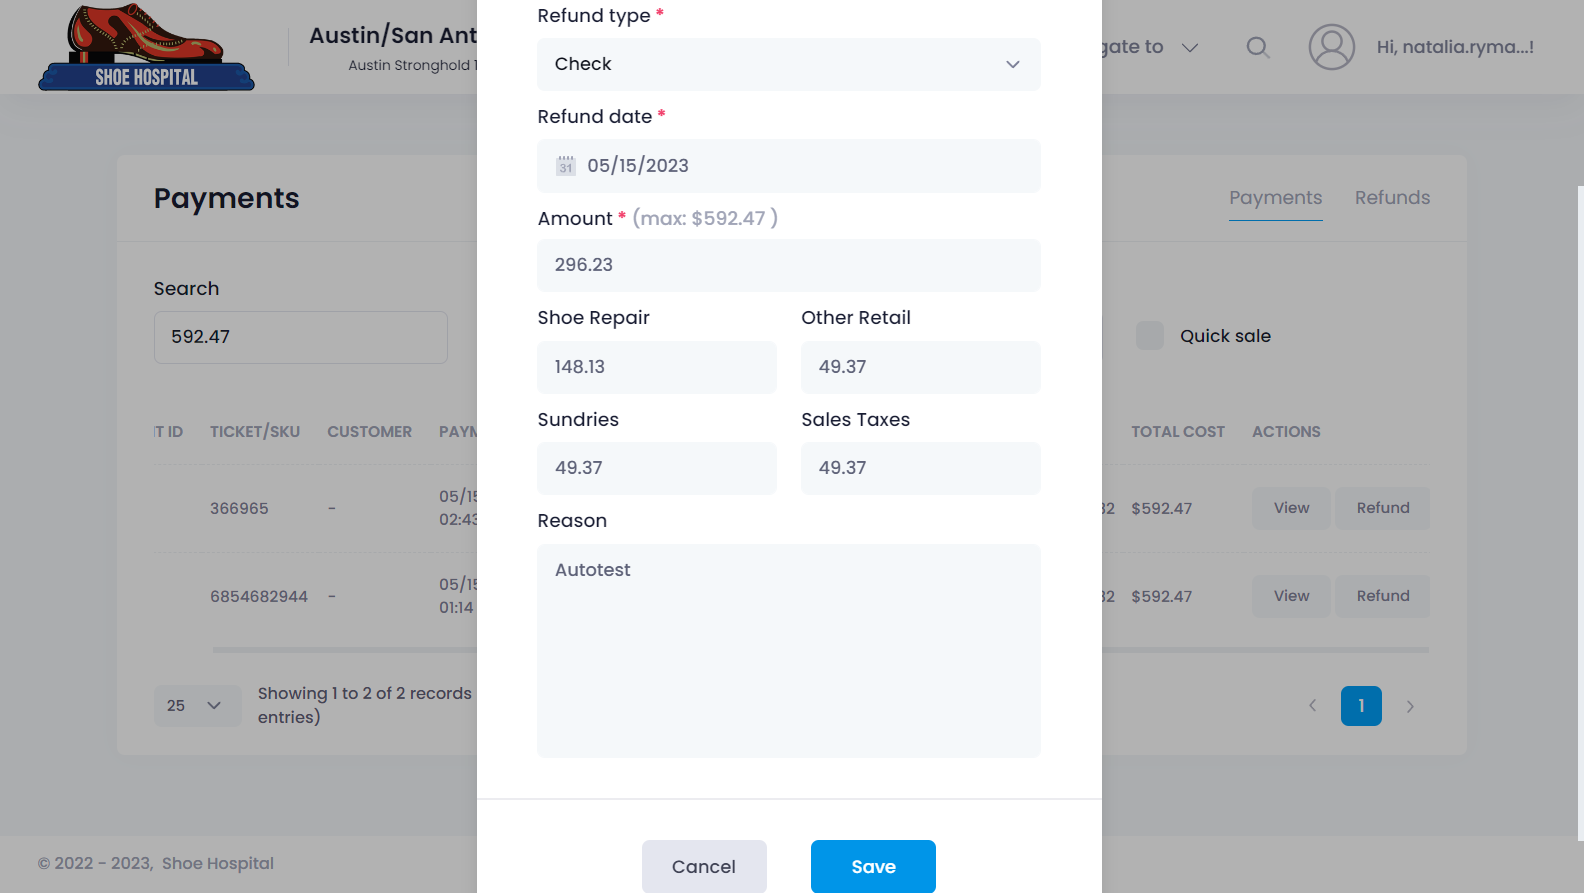 Refund type *
SHOE HOSPITAL
Austin/San Ant
Austin Stronghold 1
gate to
Hi, natalia.ryma...!
Check
Refund date *
31 05/15/2023
Payments
Payments Refunds
Amount * (max: $592.47 )
296.23
Search
592.47
Quick sale
Shoe Repair Other Retail
148.13 49.37
Sundries Sales Taxes
49.37 49.37
T ID TICKET/SKU CUSTOMER PAYM TOTAL COST ACTIONS
366965 - 05/15 02:43 32 $592.47 View Refund
6854682944 - 05/15 01:14 32 $592.47 View Refund
Reason
Autotest
25
Showing 1 to 2 of 2 records
entries)
1
Cancel Save
© 2022 - 2023, Shoe Hospital